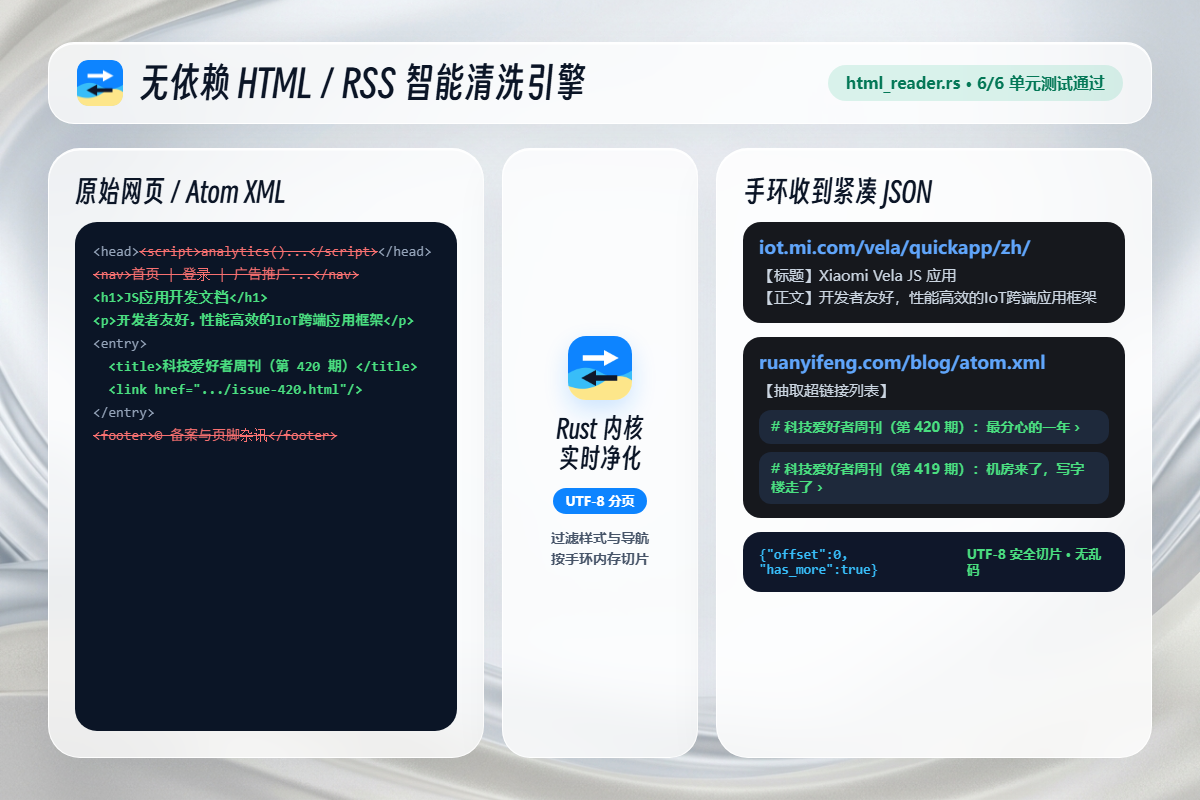 无依赖 HTML / RSS 智能清洗引擎
html_reader.rs • 6/6 单元测试通过
原始网页 / Atom XML
<head><script>analytics()...</script></head>
<nav>首页 | 登录 | 广告推广...</nav>
<h1>JS应用开发文档</h1>
<p>开发者友好，性能高效的IoT跨端应用框架</p>
<entry>
<title>科技爱好者周刊（第 420 期）</title>
<link href=".../issue-420.html"/>
</entry>
<footer>© 备案与页脚杂讯</footer>
Rust 内核
实时净化
UTF-8 分页
过滤样式与导航
按手环内存切片
手环收到紧凑 JSON
iot.mi.com/vela/quickapp/zh/
【标题】Xiaomi Vela JS 应用
【正文】开发者友好，性能高效的IoT跨端应用框架
ruanyifeng.com/blog/atom.xml
【抽取超链接列表】
# 科技爱好者周刊（第 420 期）：最分心的一年 ›
# 科技爱好者周刊（第 419 期）：机房来了，写字
楼走了 ›
{"offset":0,
"has_more":true}
UTF-8 安全切片 • 无乱
码